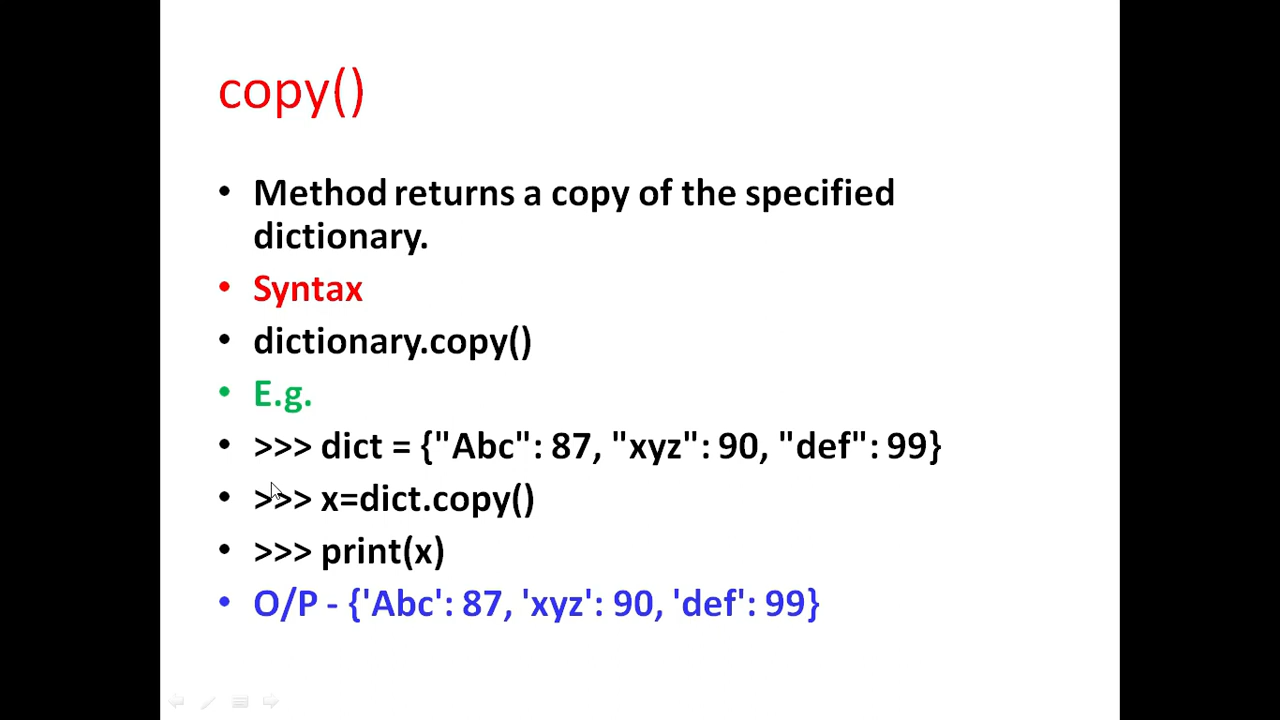 copy()
• Method returns a copy of the specified
dictionary.
• Syntax
• dictionary.copy()
• E.g.
• >>> dict = {"Abc": 87, "xyz": 90, "def": 99}
• >>> x=dict.copy()
• >>> print(x)
• O/P - {'Abc': 87, 'xyz': 90, 'def': 99}